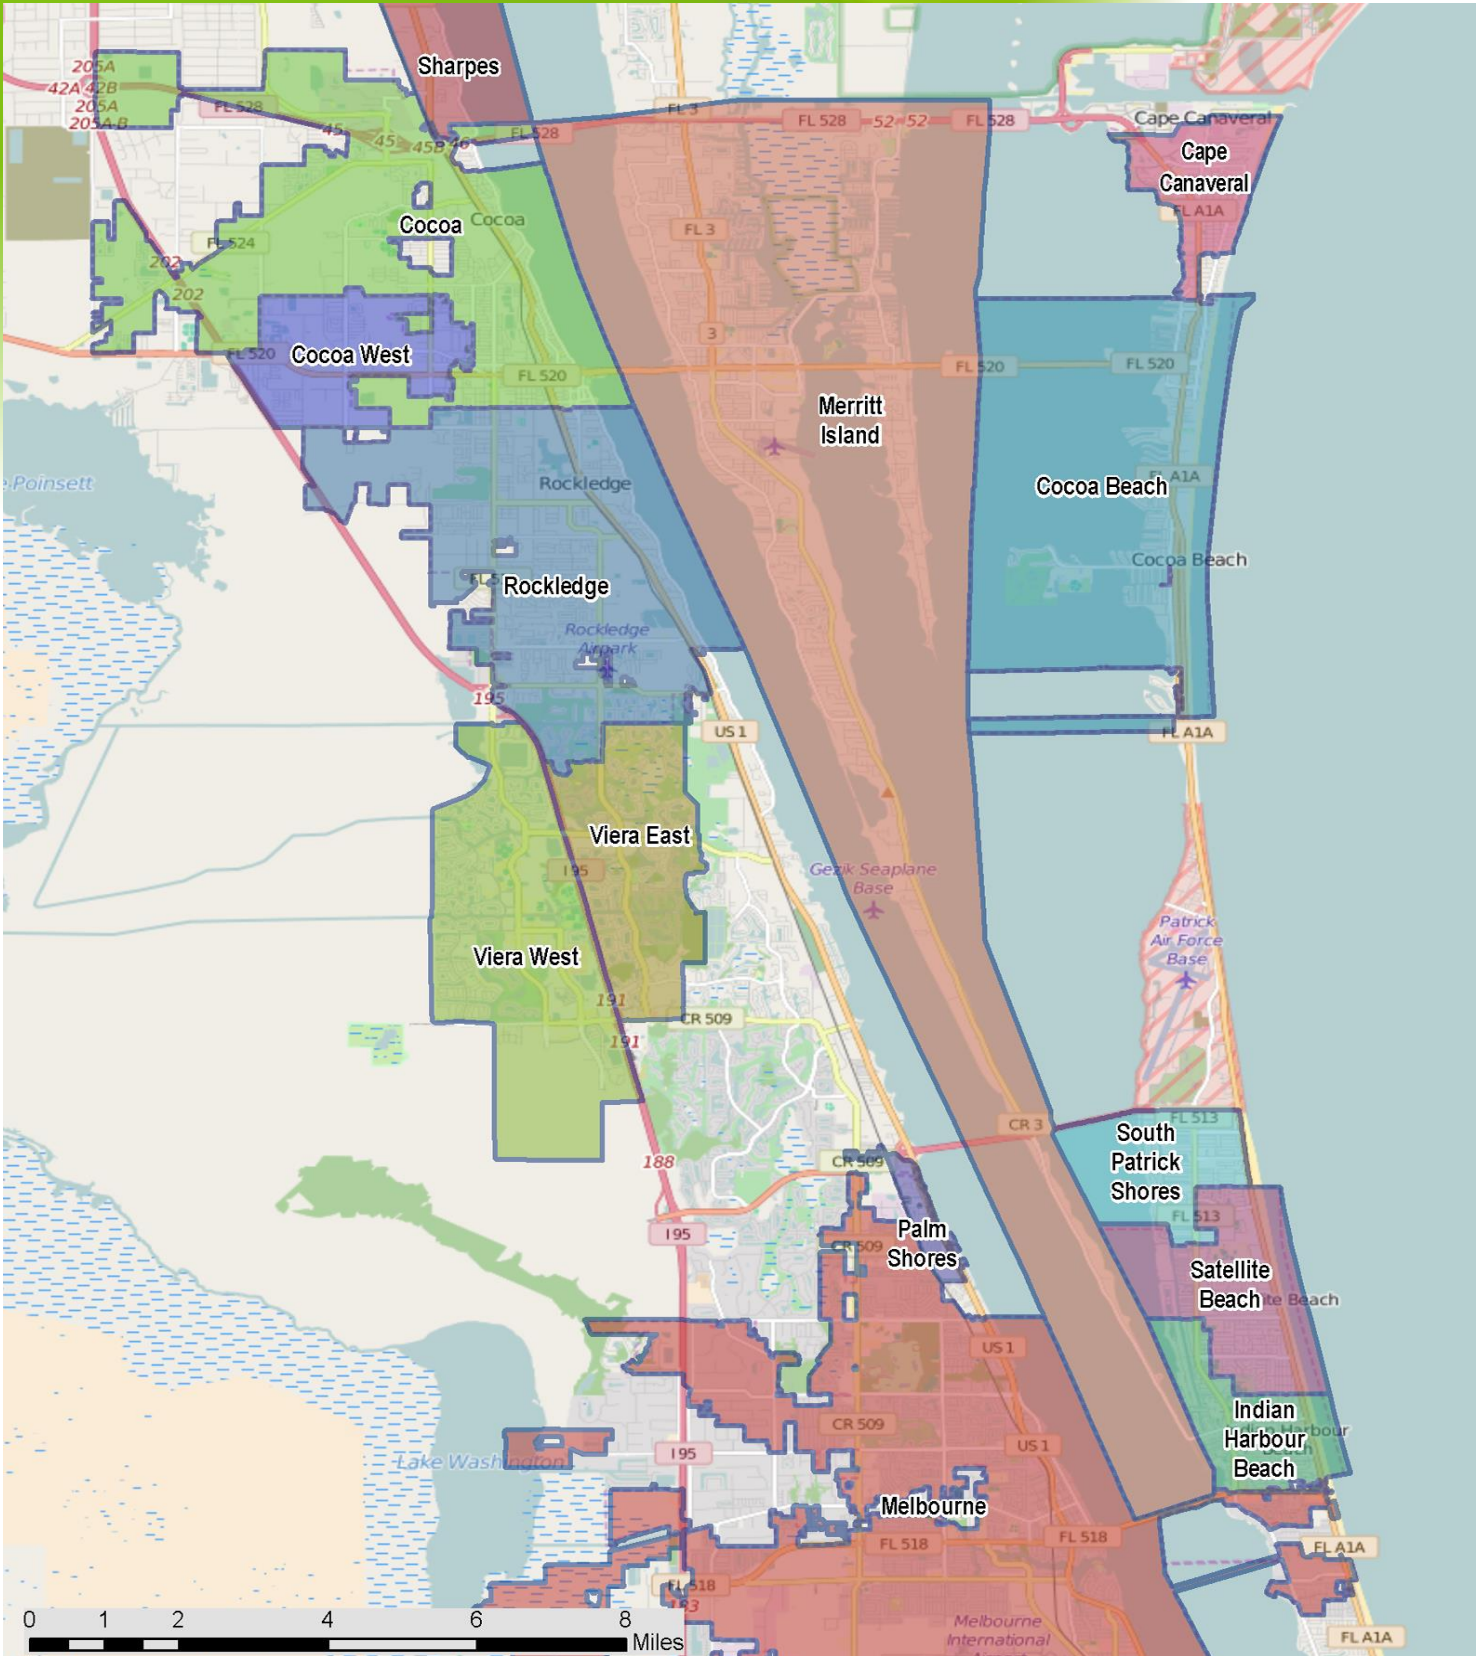 Sharpes
205A
42A 42B
205A
205A-B
FL 528
45
45
45B
46
FL 528
FL 3
FL 528
52
52
FL 528
Cape Canaveral
Cape
Canaveral
FL A1A
Cocoa
Cocoa
FL 524
FL 3
202
202
3
FL 520
Cocoa West
FL 520
FL 520
FL 520
Merritt
Island
Poinsett
Rockledge
Cocoa Beach
A1A
Cocoa Beach
Rockledge
Rockledge
Airpark
195
US 1
FL A1A
Viera East
I 95
Gezik Seaplane
Base
Patrick
Air Force
Base
Viera West
191
CR 509
191
CR 3
FL 513
South
Patrick
Shores
188
CR 509
FL 513
I 95
CR 509
Palm
Shores
Satellite
Beach
ite Beach
US 1
Indian
Harbour
Beach
CR 509
US 1
I 95
Lake Washington
Melbourne
FL 518
FL 518
FL A1A
FL 518
183
0 1 2 4 6 8
Miles
Melbourne
International
FL A1A